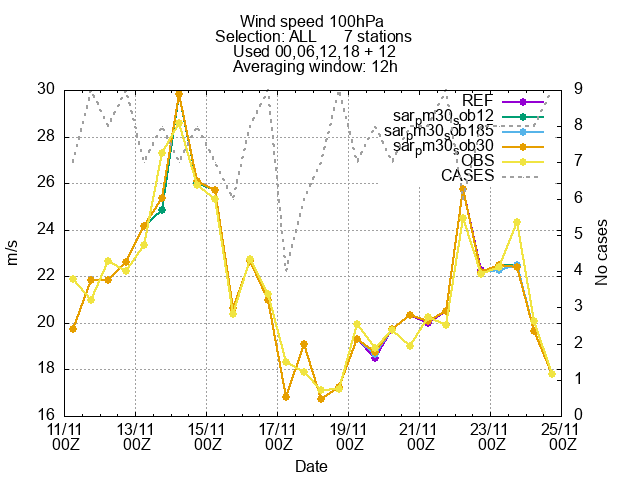 Wind speed 100hPa
Selection: ALL 7 stations
Used 00,06,12,18 + 12
Averaging window: 12h
30 9
REF
sarpm30sob12
28 8
sarpm30sob185
sarpm30sob30
OBS
7
CASES
26
6
24 5
m/s No cases
22 4
3
20
2
18
1
16 0
11/11 13/11 15/11 17/11 19/11 21/11 23/11 25/11
00Z 00Z 00Z 00Z 00Z 00Z 00Z 00Z
Date